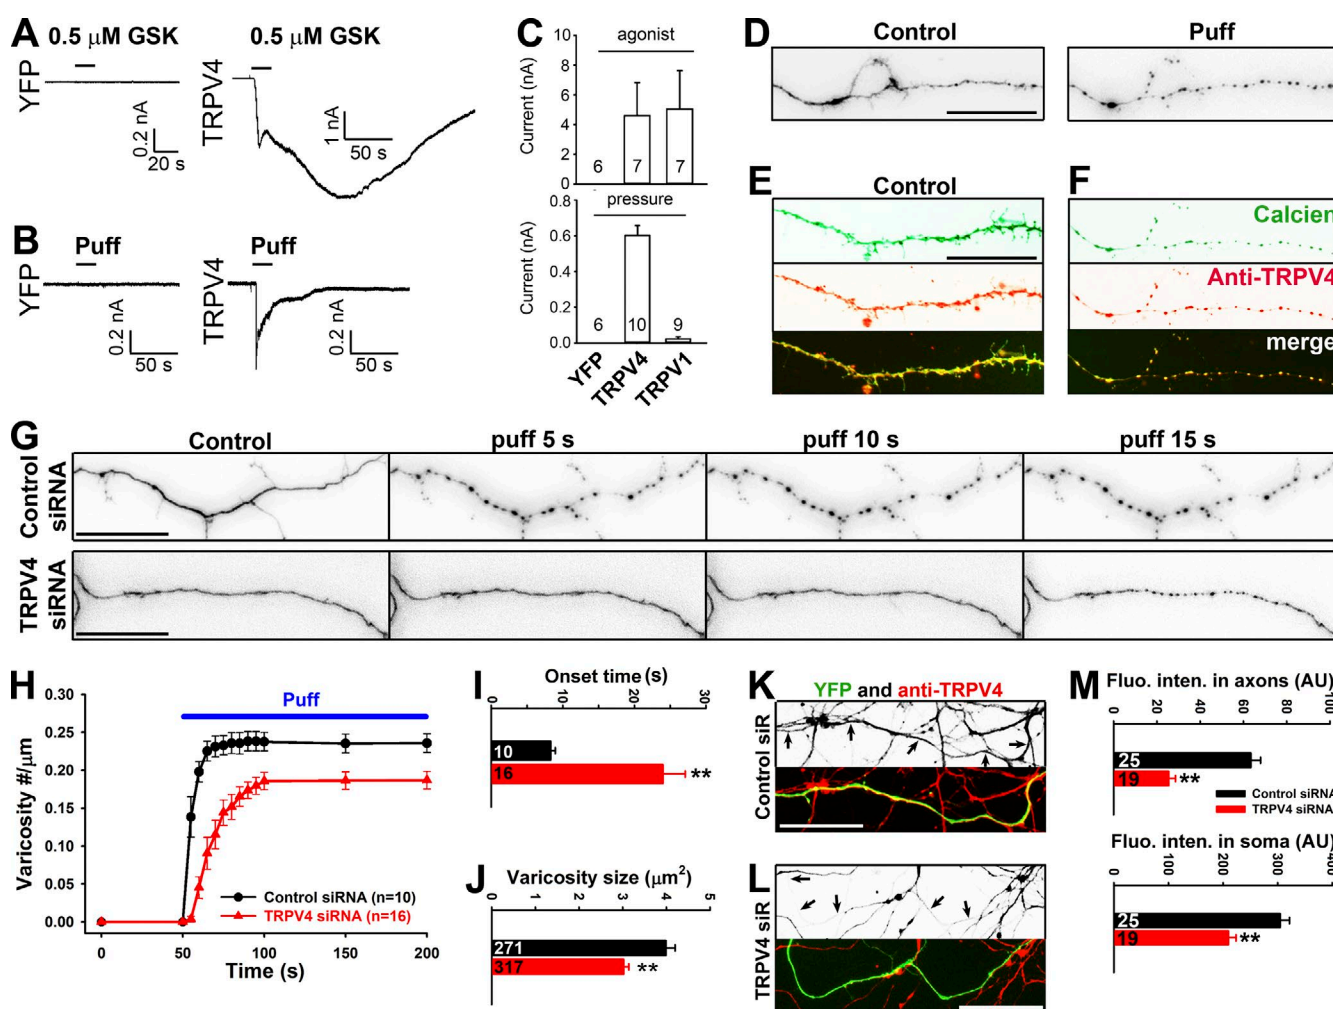 A
0.5 μM GSK
0.5 μM GSK
YFP
0.2 nA
20 s
TRPV4
1 nA
50 s
B
Puff
Puff
YFP
0.2 nA
50 s
TRPV4
0.2 nA
50 s
C
agonist
Current (nA)
10
8
6
4
2
0
6
7
7
pressure
Current (nA)
0.8
0.6
0.4
0.2
0.0
6
10
9
YFP
TRPV4
TRPV1
D
Control
Puff
E
Control
F
Calcien
Anti-TRPV4
merge
G
Control
puff 5 s
puff 10 s
puff 15 s
Control
siRNA
TRPV4
siRNA
H
Varicosity #/μm
0.30
0.25
0.20
0.15
0.10
0.05
0.00
Puff
Control siRNA (n=10)
TRPV4 siRNA (n=16)
0
50
100
150
200
Time (s)
I
Onset time (s)
0
10
20
30
10
16
**
J
Varicosity size (μm²)
0
1
2
3
4
5
271
317
**
K
YFP and anti-TRPV4
Control siR
L
TRPV4 siR
M
Fluo. inten. in axons (AU)
0
20
40
60
80
100
25
19
**
Control siRNA
TRPV4 siRNA
Fluo. inten. in soma (AU)
0
100
200
300
400
25
19
**